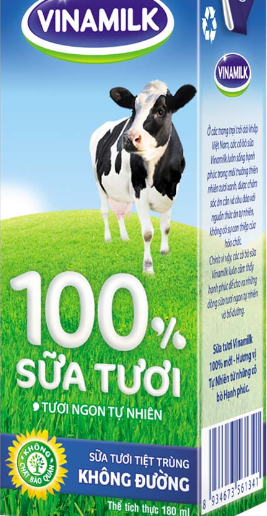 VINAMILK
100%
SỮA TƯƠI
TƯƠI NGON TỰ NHIÊN
KHÔNG
CHẤT BẢO QUẢN
SỮA TƯƠI TIỆT TRÙNG
KHÔNG ĐƯỜNG
Thể tích thực 180 ml
VINAMILK
Ở các trang trại trải dài khắp
Việt Nam, các cô bò sữa
Vinamilk luôn sống hạnh
phúc trong môi trường thiên
nhiên tươi xanh, được chăm
sóc ân cần và chu đáo với
nguồn thức ăn tự nhiên,
không có sự can thiệp của
hóa chất.
Chính vì vậy, các cô bò sữa
Vinamilk luôn cảm thấy
hạnh phúc để cho ra những
dòng sữa tươi ngon tự nhiên
và bổ dưỡng.
Sữa tươi Vinamilk
100% mới - Hương vị
Tự Nhiên từ những cô
bò Hạnh phúc.
8 934673 561341